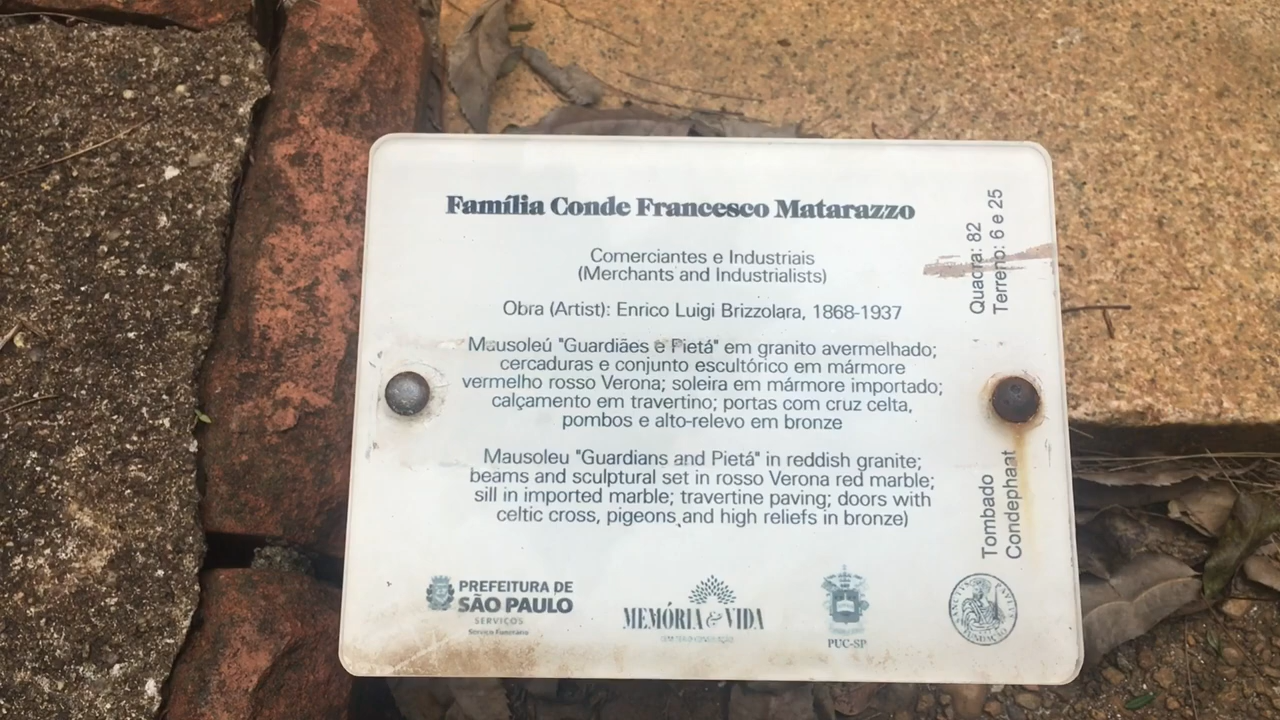 Família Conde Francesco Matarazzo
Comerciantes e Industriais
(Merchants and Industrialists)
Obra (Artist): Enrico Luigi Brizzolara, 1868-1937
Mausoleú "Guardiães e Pietá" em granito avermelhado;
cercaduras e conjunto escultórico em mármore
vermelho rosso Verona; soleira em mármore importado;
calçamento em travertino; portas com cruz celta,
pombos e alto-relevo em bronze
Mausoleu "Guardians and Pietá" in reddish granite;
beams and sculptural set in rosso Verona red marble;
sill in imported marble; travertine paving; doors with
celtic cross, pigeons and high reliefs in bronze)
Quadra: 82
Terreno: 6 e 25
Tombado
Condephaat
PREFEITURA DE
SÃO PAULO
SERVIÇOS
Serviço Funerário
MEMÓRIA & VIDA
PUC-SP